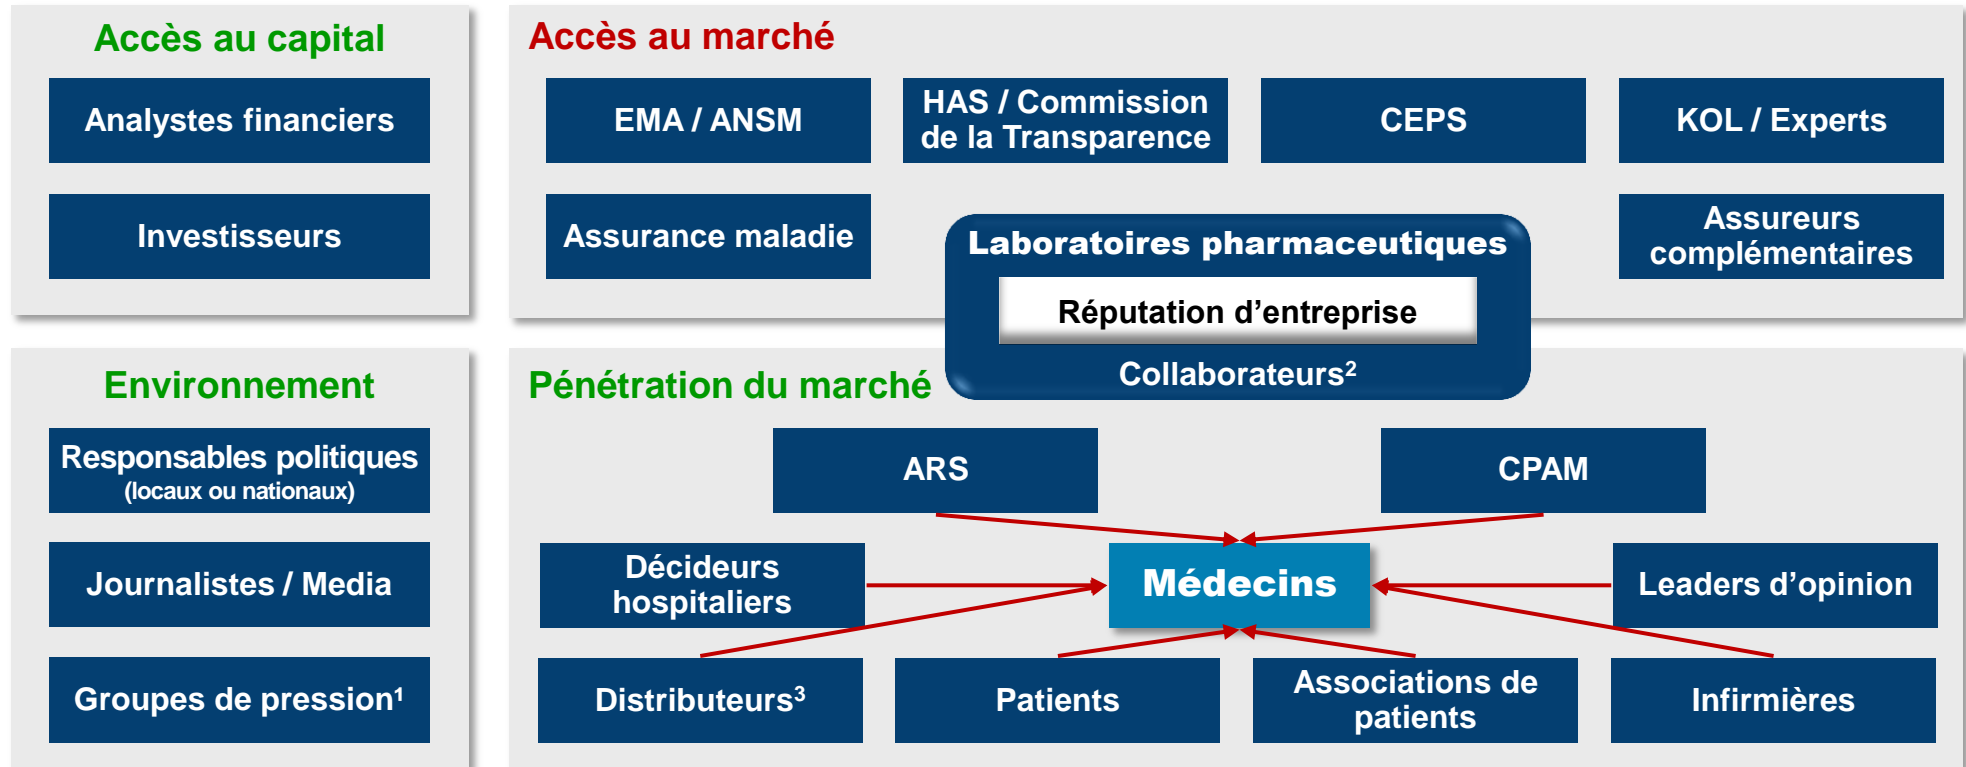 Accès au capital
Analystes financiers
Investisseurs
Accès au marché
EMA / ANSM
HAS / Commission
de la Transparence
CEPS
KOL / Experts
Assurance maladie
Assureurs
complémentaires
Laboratoires pharmaceutiques
Réputation d’entreprise
Collaborateurs²
Environnement
Responsables politiques
(locaux ou nationaux)
Journalistes / Media
Groupes de pression¹
Pénétration du marché
ARS
CPAM
Décideurs
hospitaliers
Médecins
Leaders d’opinion
Distributeurs³
Patients
Associations de
patients
Infirmières